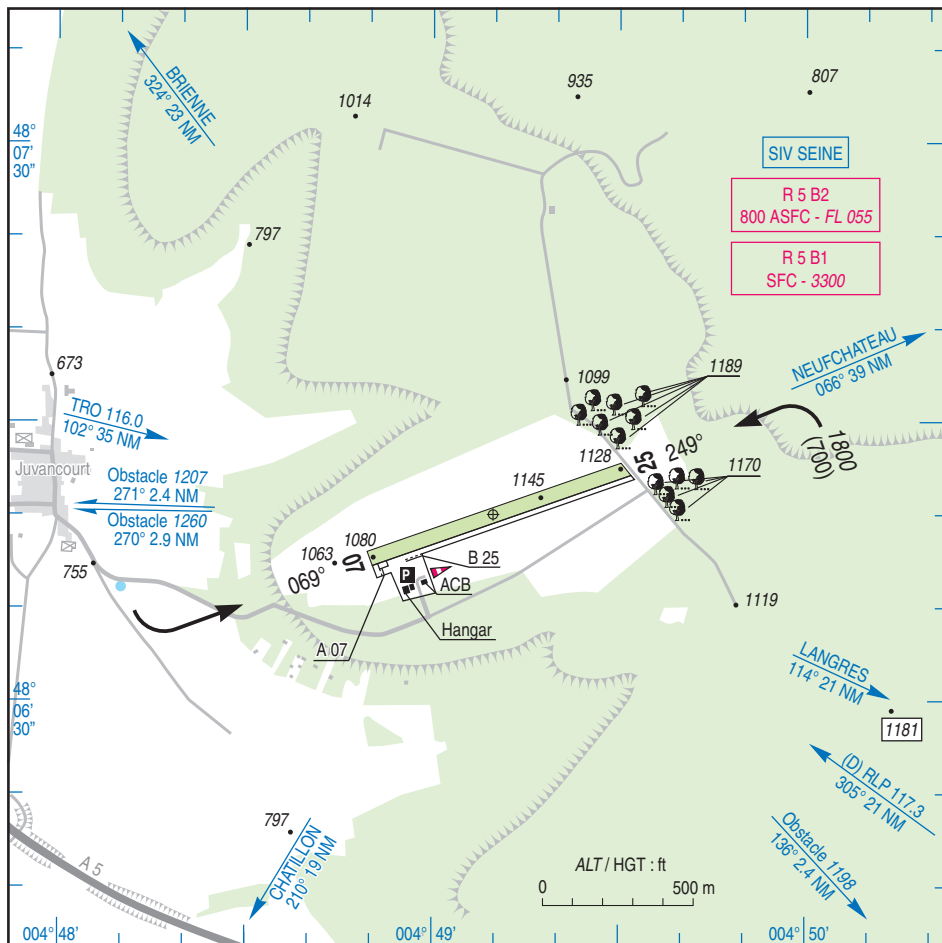 BRIENNE
324° 23 NM
1014
935
807
48°
07'
30"
SIV SEINE
R 5 B2
800 ASFC - FL 055
R 5 B1
SFC - 3300
797
673
NEUFCHATEAU
066° 39 NM
1099
1189
TRO 116.0
102° 35 NM
Juvancourt
Obstacle 1207
271° 2.4 NM
Obstacle 1260
270° 2.9 NM
1800
(700)
1128
25
249°
1170
1145
1063
1080
07
069°
755
P
B 25
ACB
Hangar
A 07
1119
48°
06'
30"
LANGRES
114° 21 NM
1181
(D) RLP 117.3
305° 21 NM
797
CHATILLON
210° 19 NM
Obstacle 1198
136° 2.4 NM
A 5
ALT / HGT : ft
0 500 m
004° 48' 004° 49' 004° 50'